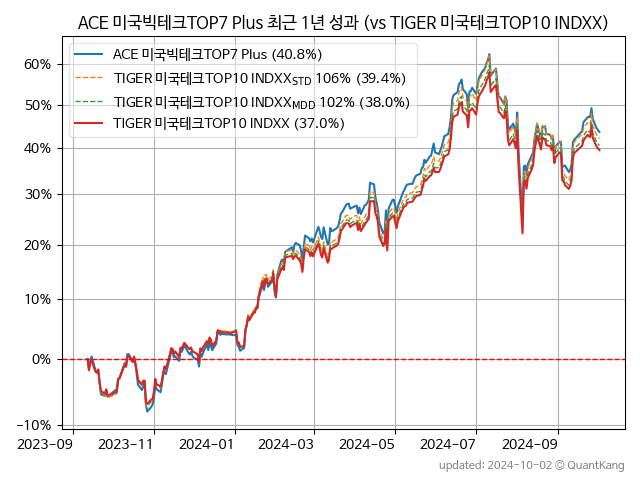 ACE 미국빅테크TOP7 Plus 최근 1년 성과 (vs TIGER 미국테크TOP10 INDXX)
ACE 미국빅테크TOP7 Plus (40.8%)
TIGER 미국테크TOP10 INDXX STD 106% (39.4%)
TIGER 미국테크TOP10 INDXX MDD 102% (38.0%)
TIGER 미국테크TOP10 INDXX (37.0%)
60%
50%
40%
30%
20%
10%
0%
-10%
2023-09 2023-11 2024-01 2024-03 2024-05 2024-07 2024-09
updated: 2024-10-02 © QuantKang